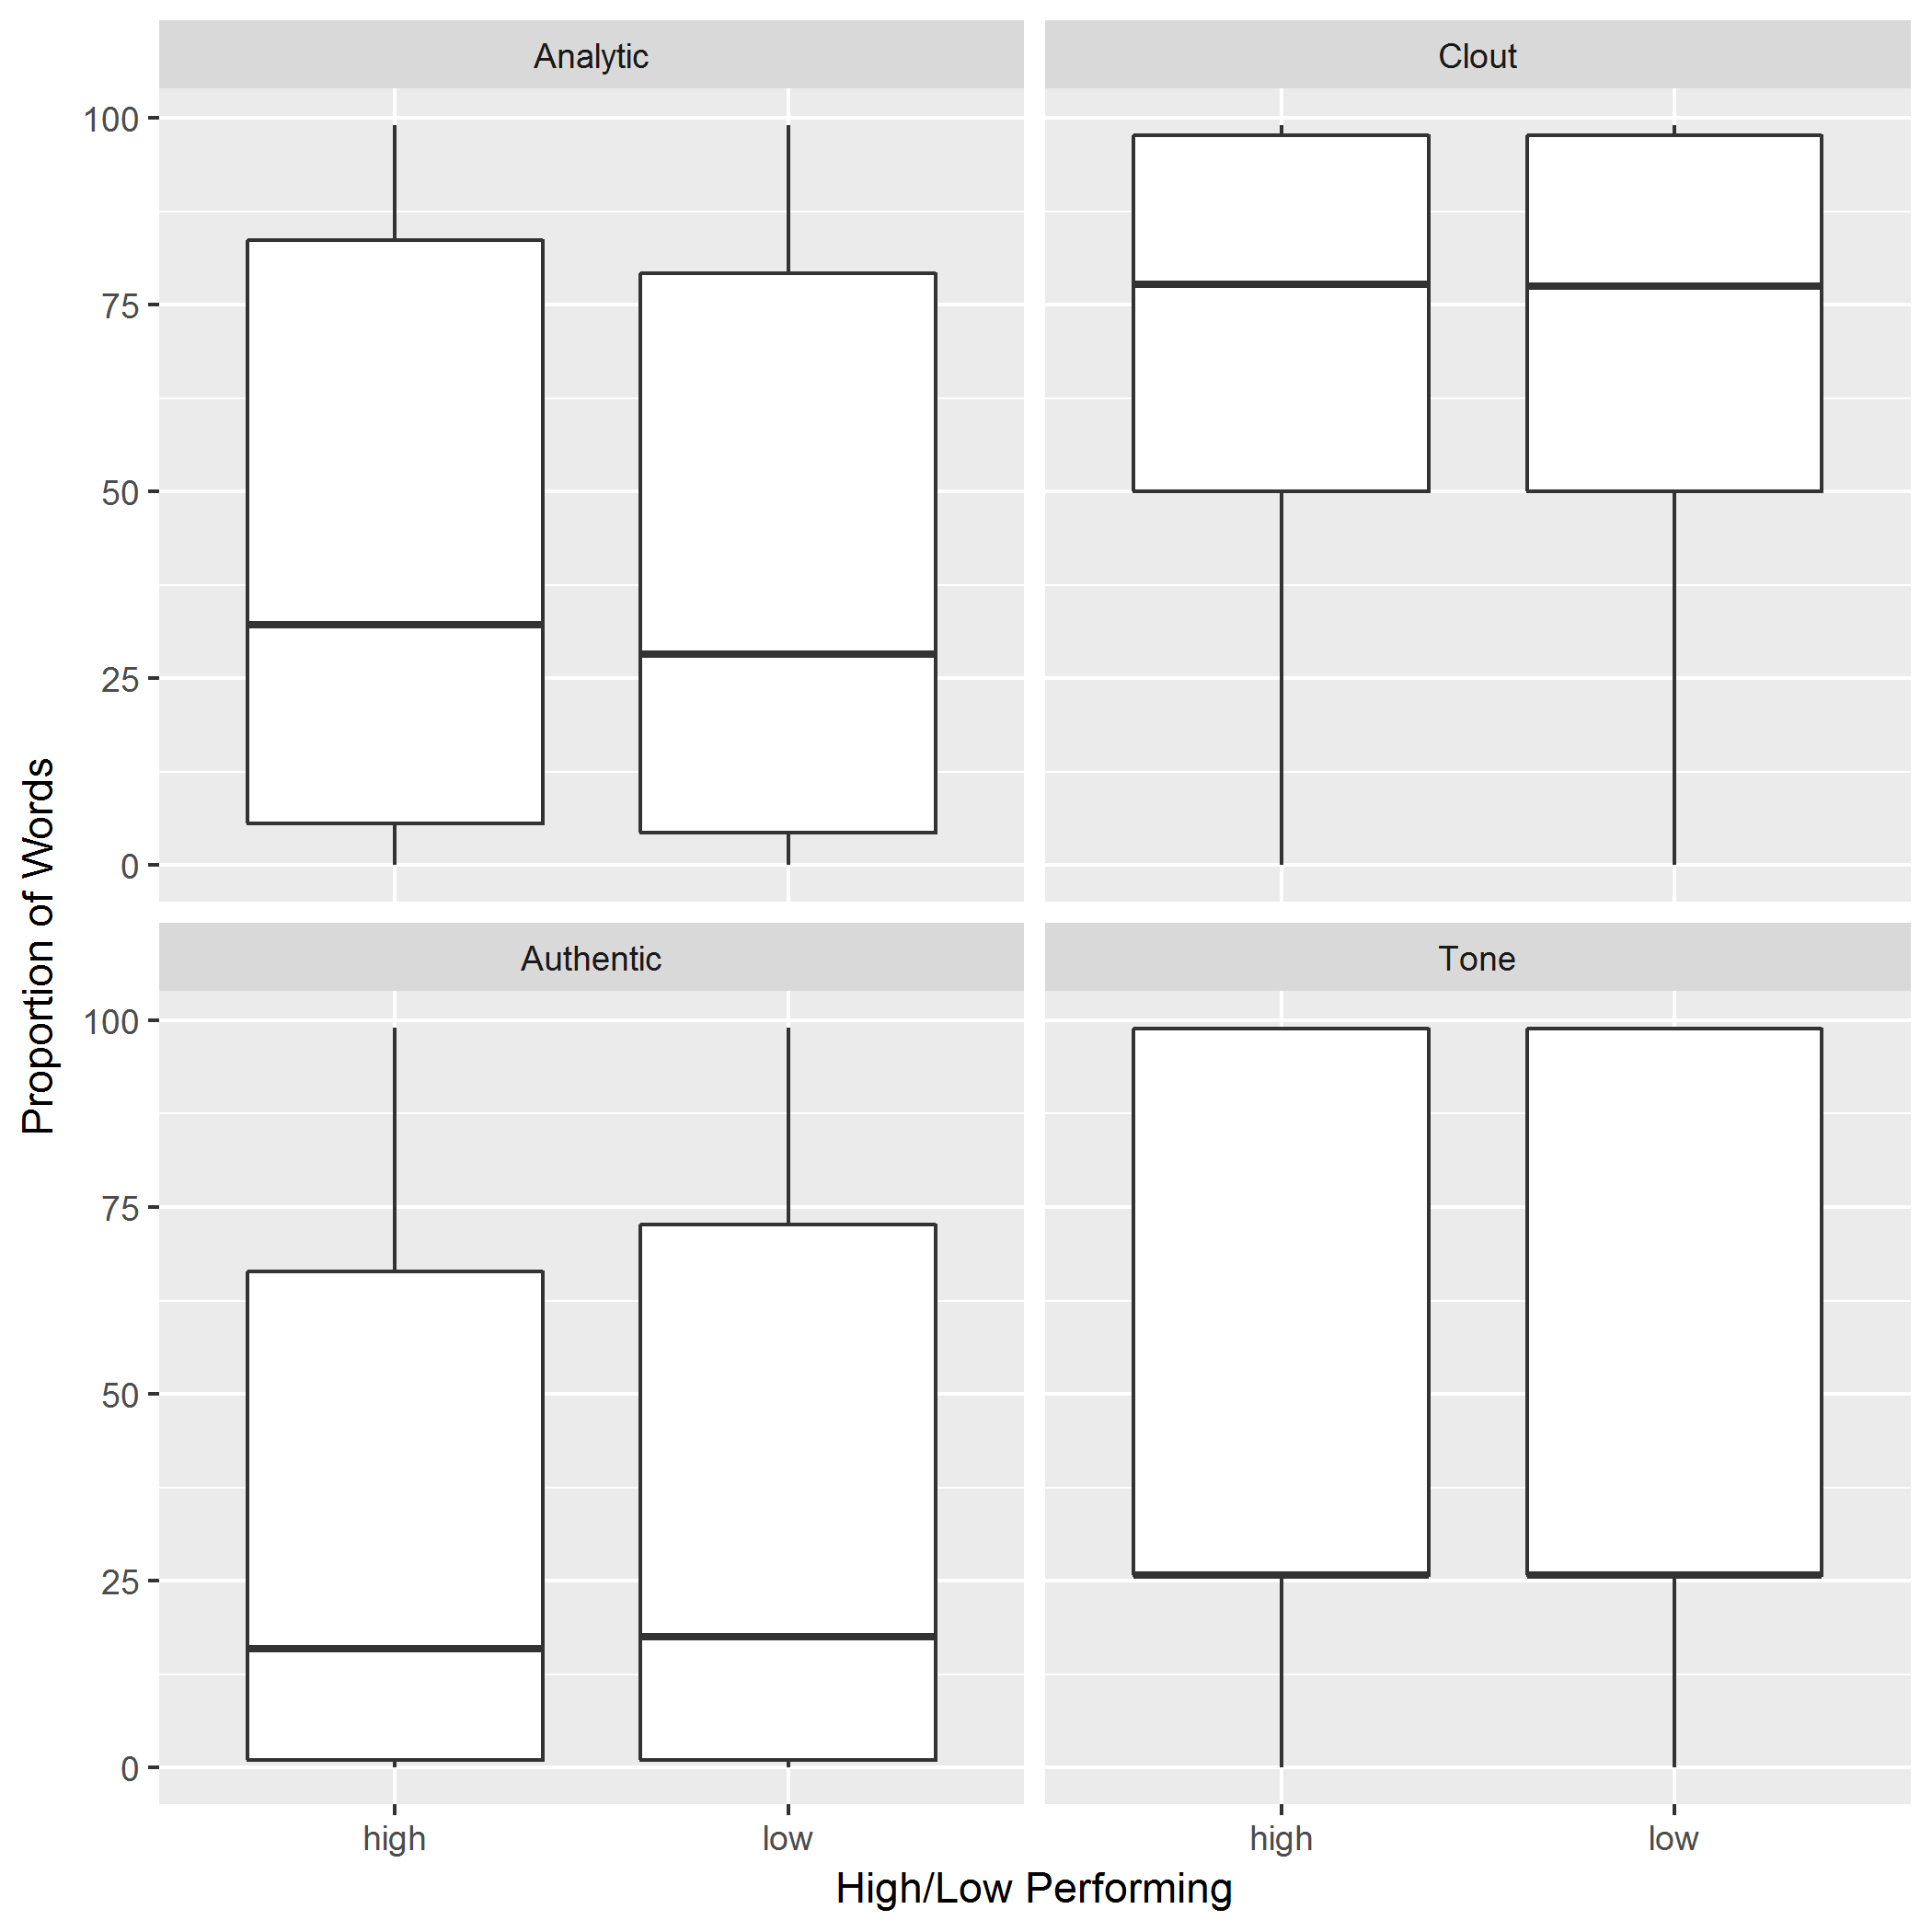 Analytic
Clout
100
75
50
25
0
Authentic
Tone
100
75
50
25
0
high
low
high
low
High/Low Performing
Proportion of Words